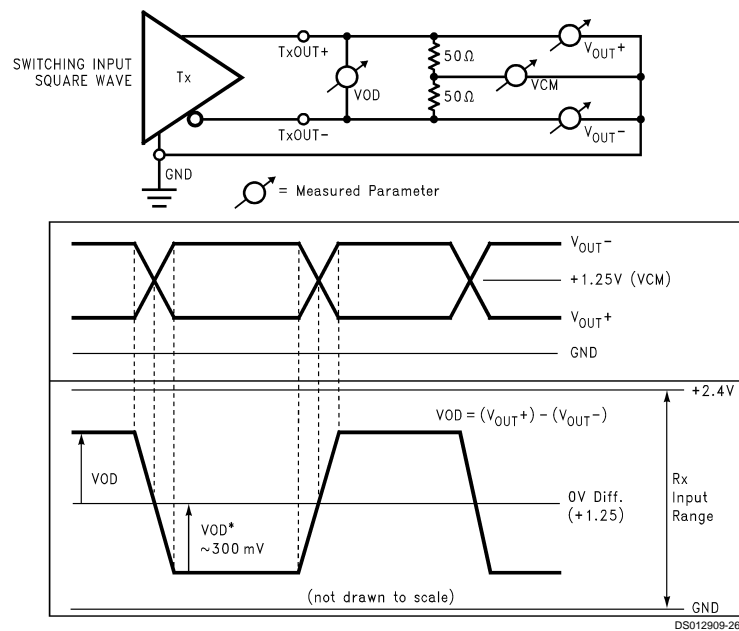 SWITCHING INPUT
SQUARE WAVE
Tx
TxOUT+
TxOUT-
VOD
50Ω
50Ω
VCM
VOUT+
VOUT-
GND
= Measured Parameter
VOUT-
+1.25V (VCM)
VOUT+
GND
+2.4V
VOD = (VOUT+) - (VOUT-)
VOD
0V Diff.
(+1.25)
Rx
Input
Range
VOD*
~300 mV
(not drawn to scale)
GND
DS012909-26